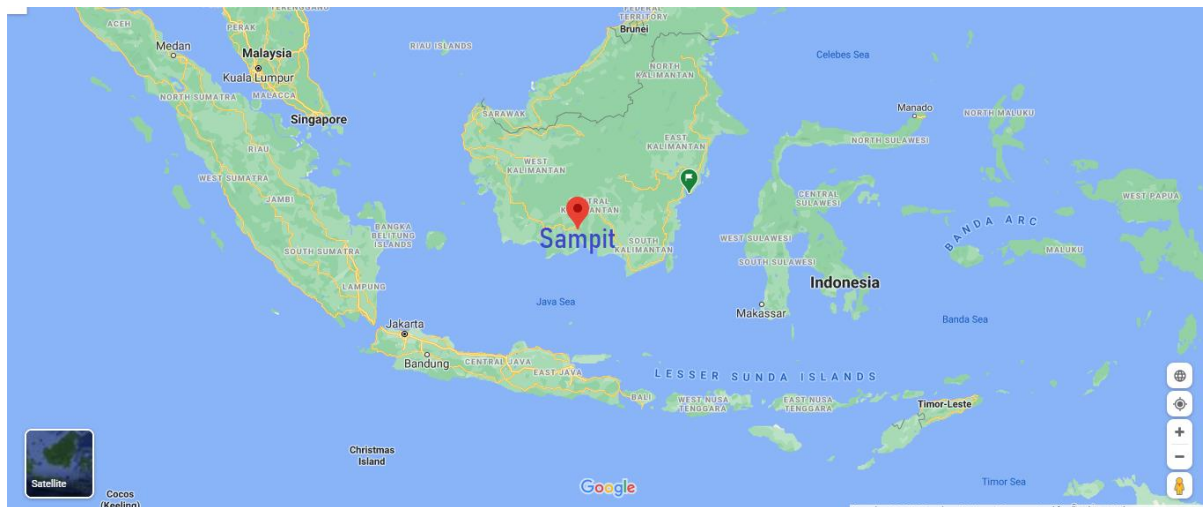 ACEH
PERAK
TERENGGANU
Medan
Malaysia
Kuala Lumpur
NORTH SUMATRA
MALACCA
Singapore
RIAU ISLANDS
RIAU
WEST SUMATRA
JAMBI
BANGKA
BELITUNG
ISLANDS
SOUTH SUMATRA
LAMPUNG
FEDERAL
TERRITORY
Brunei
SARAWAK
NORTH
KALIMANTAN
EAST
KALIMANTAN
WEST
KALIMANTAN
CENTRAL
KALIMANTAN
Sampit
SOUTH
KALIMANTAN
Celebes Sea
Manado
NORTH SULAWESI
NORTH MALUKU
CENTRAL
SULAWESI
WEST SULAWESI
SOUTH SULAWESI
WEST PAPUA
BANDA ARC
MALUKU
Indonesia
Makassar
Java Sea
Banda Sea
Jakarta
Bandung
CENTRAL JAVA
EAST JAVA
BALI
LESSER SUNDA ISLANDS
WEST NUSA
TENGGARA
EAST NUSA
TENGGARA
Timor-Leste
Timor Sea
Christmas
Island
Cocos
(Keeling)
Satellite
Google